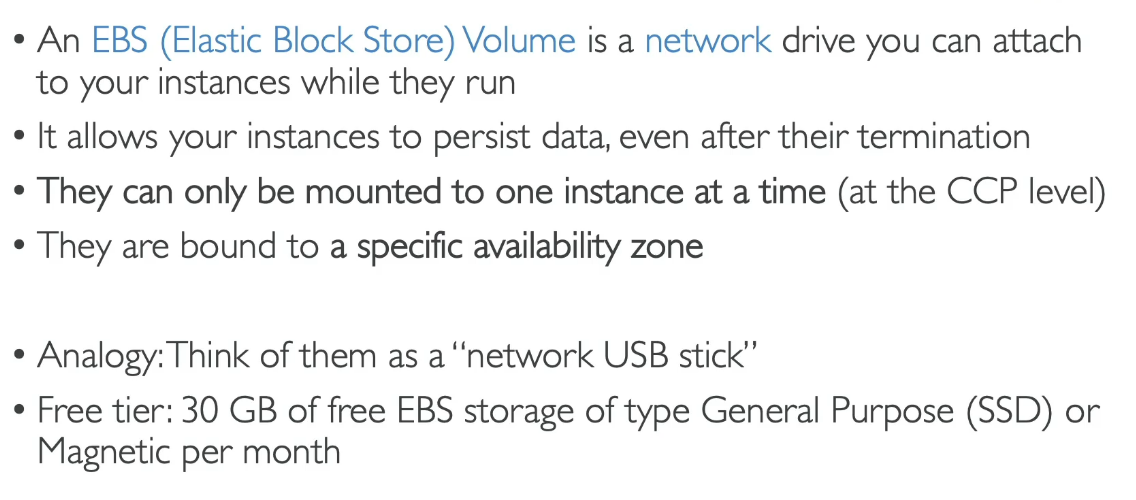 • An EBS (Elastic Block Store) Volume is a network drive you can attach
to your instances while they run
• It allows your instances to persist data, even after their termination
• They can only be mounted to one instance at a time (at the CCP level)
• They are bound to a specific availability zone
• Analogy: Think of them as a “network USB stick”
• Free tier: 30 GB of free EBS storage of type General Purpose (SSD) or
Magnetic per month